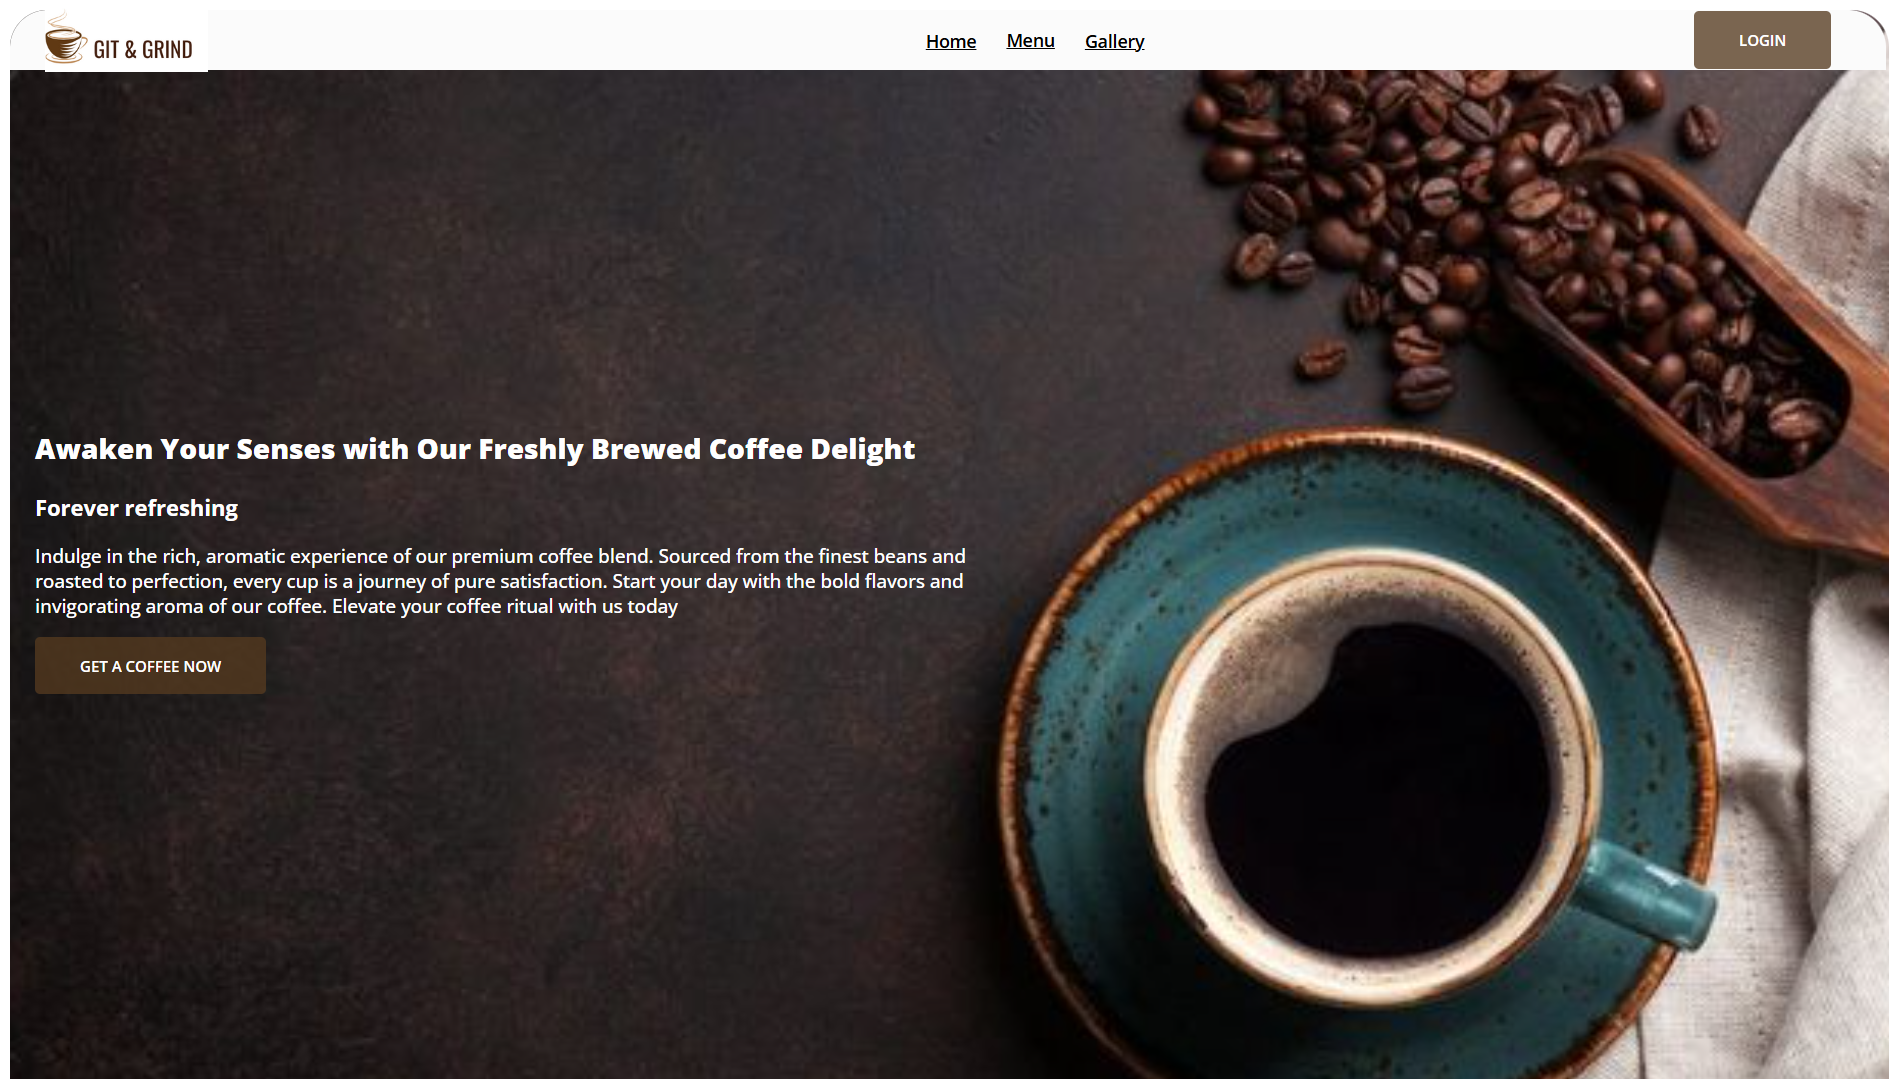 GIT & GRIND
Home Menu Gallery
LOGIN
Awaken Your Senses with Our Freshly Brewed Coffee Delight
Forever refreshing
Indulge in the rich, aromatic experience of our premium coffee blend. Sourced from the finest beans and
roasted to perfection, every cup is a journey of pure satisfaction. Start your day with the bold flavors and
invigorating aroma of our coffee. Elevate your coffee ritual with us today
GET A COFFEE NOW